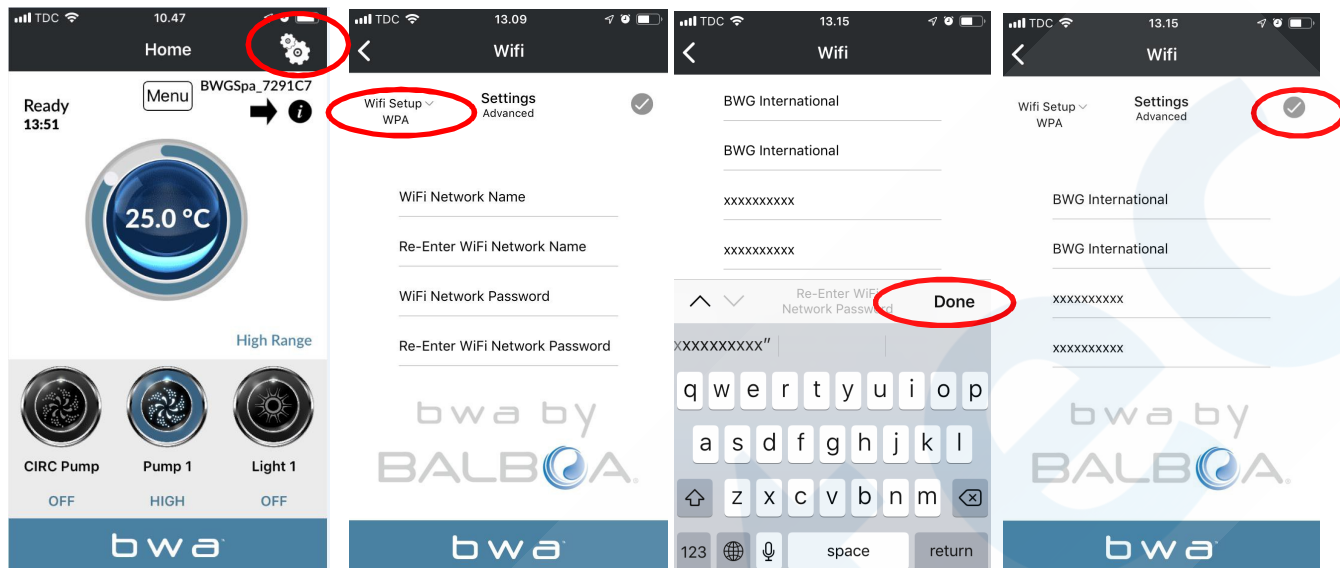 TDC
10.47
Home
Menu
BWGSpa_7291C7
Ready
13:51
i
25.0 °C
High Range
CIRC Pump
Pump 1
Light 1
OFF
HIGH
OFF
bwa
TDC
13.09
Wifi
Wifi Setup
WPA
Settings
Advanced
WiFi Network Name
Re-Enter WiFi Network Name
WiFi Network Password
Re-Enter WiFi Network Password
bwa by
BALBOA.
bwa
TDC
13.15
Wifi
BWG International
BWG International
xxxxxxxxxx
xxxxxxxxxx
Re-Enter WiFi
Network Password
Done
xxxxxxxxxx"
q w e r t y u i o p
a s d f g h j k l
z x c v b n m
123
space
return
TDC
13.15
Wifi
Wifi Setup
WPA
Settings
Advanced
BWG International
BWG International
xxxxxxxxxx
xxxxxxxxxx
bwa by
BALBOA.
bwa